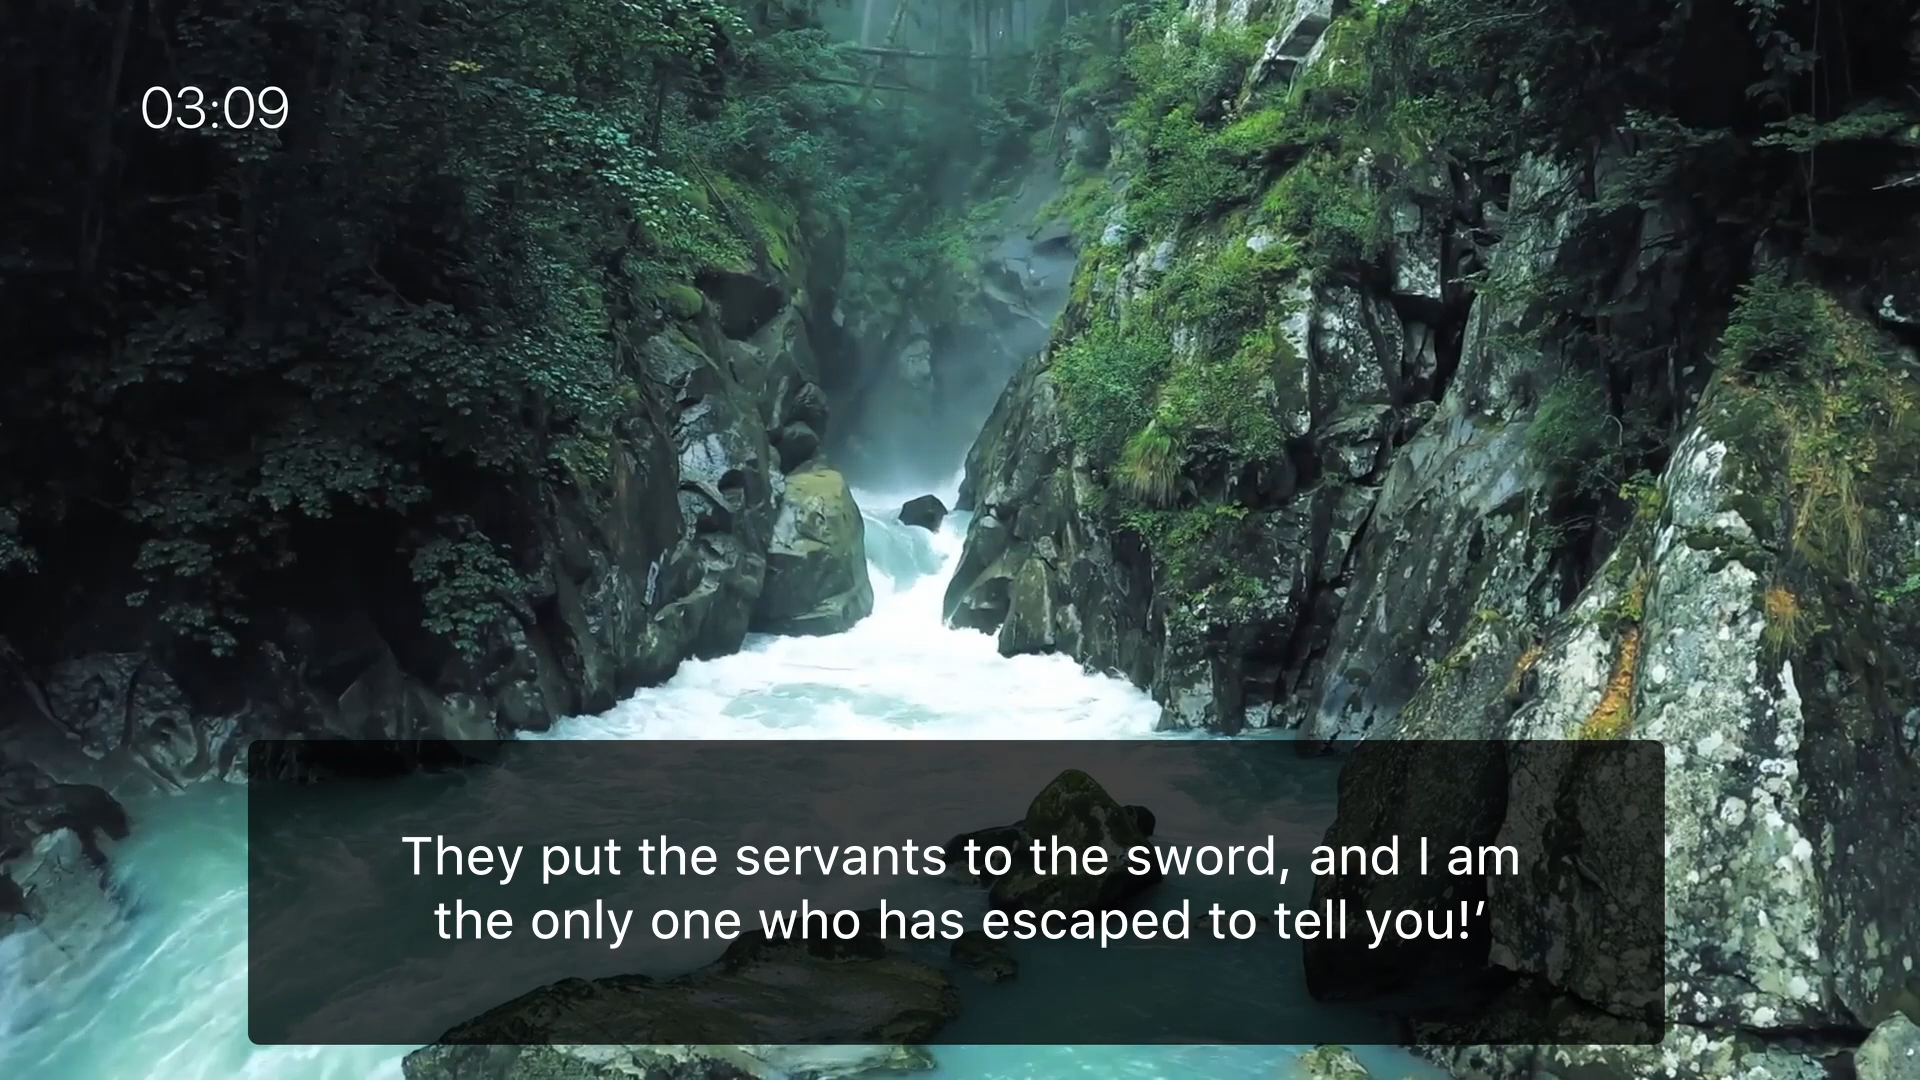 03:09
They put the servants to the sword, and I am
the only one who has escaped to tell you!’